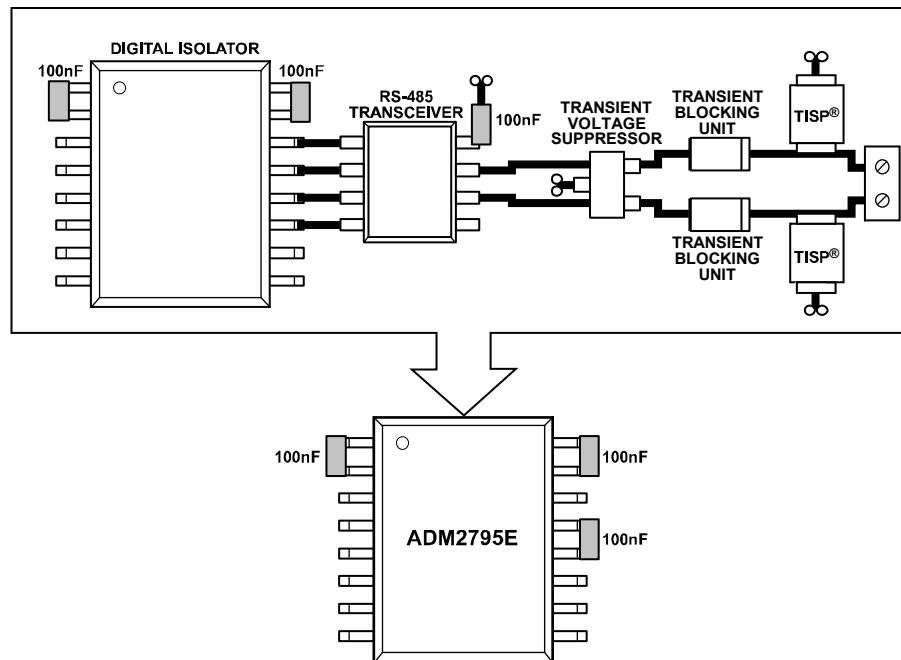 DIGITAL ISOLATOR
100nF
100nF
RS-485
TRANSCEIVER
100nF
TRANSIENT
VOLTAGE
SUPPRESSOR
TRANSIENT
BLOCKING
UNIT
TISP®
TRANSIENT
BLOCKING
UNIT
TISP®
100nF
100nF
ADM2795E
100nF